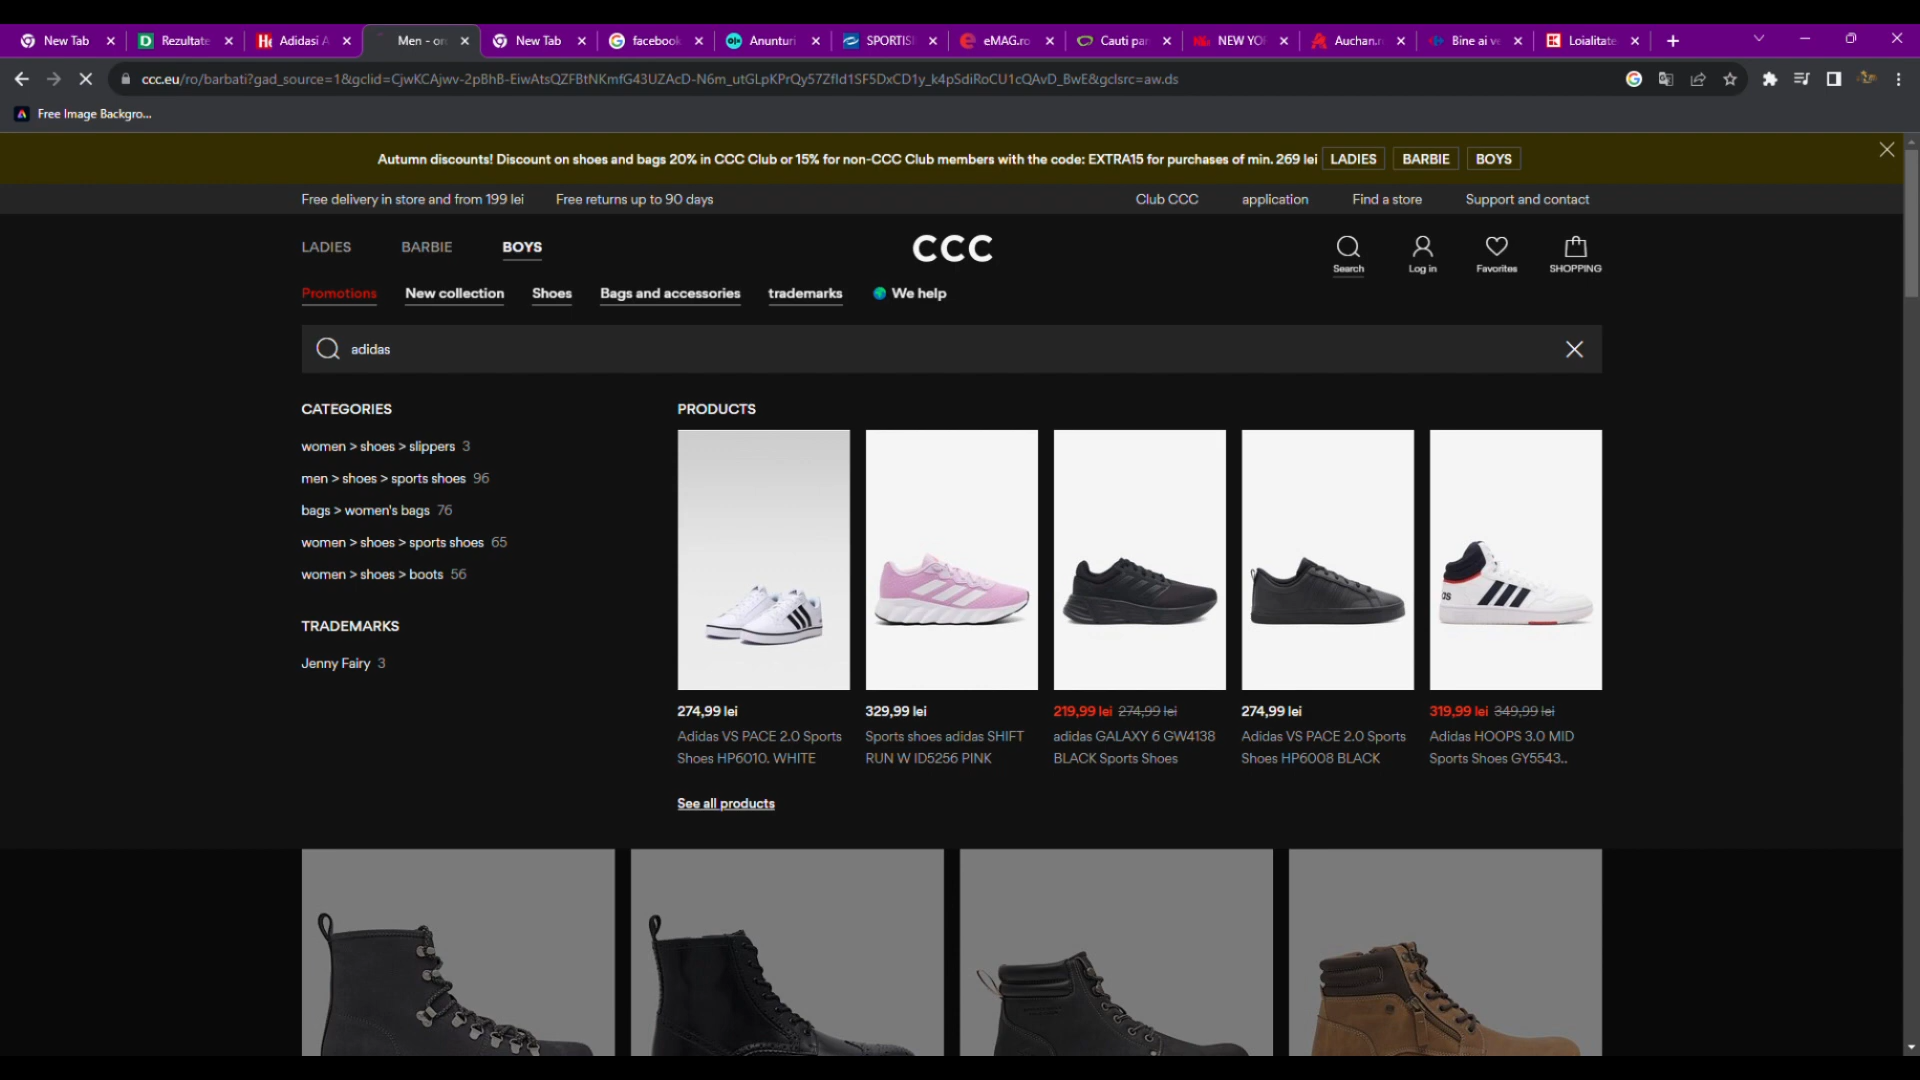 New Tab
Rezultate
Adidasi A
Men - or
New Tab
facebook
Anunturi
SPORTIS
eMAG.ro
Cauti pa
NEW YO
Auchan.r
Bine ai ve
Loialitate
ccc.eu/ro/barbati?gad_source=1&gclid=CjwKCAjwv-2pBhB-EiwAtsQZFBtNKmfG43UZAcD-N6m_utGLpKPrQy57Zfld1SF5DxCD1y_k4pSdiRoCU1cQAvD_BwE&gclsrc=aw.ds
Free Image Backgro...
Autumn discounts! Discount on shoes and bags 20% in CCC Club or 15% for non-CCC Club members with the code: EXTRA15 for purchases of min. 269 lei LADIES BARBIE BOYS
Free delivery in store and from 199 lei Free returns up to 90 days Club CCC application Find a store Support and contact
LADIES BARBIE BOYS CCC
Search Log in Favorites SHOPPING
Promotions New collection Shoes Bags and accessories trademarks We help
adidas
CATEGORIES
women > shoes > slippers 3
men > shoes > sports shoes 96
bags > women's bags 76
women > shoes > sports shoes 65
women > shoes > boots 56
TRADEMARKS
Jenny Fairy 3
PRODUCTS
274,99 lei
Adidas VS PACE 2.0 Sports
Shoes HP6010. WHITE
329,99 lei
Sports shoes adidas SHIFT
RUN W ID5256 PINK
219,99 lei 274,99 lei
adidas GALAXY 6 GW4138
BLACK Sports Shoes
274,99 lei
Adidas VS PACE 2.0 Sports
Shoes HP6008 BLACK
319,99 lei 349,99 lei
Adidas HOOPS 3.0 MID
Sports Shoes GY5543..
See all products